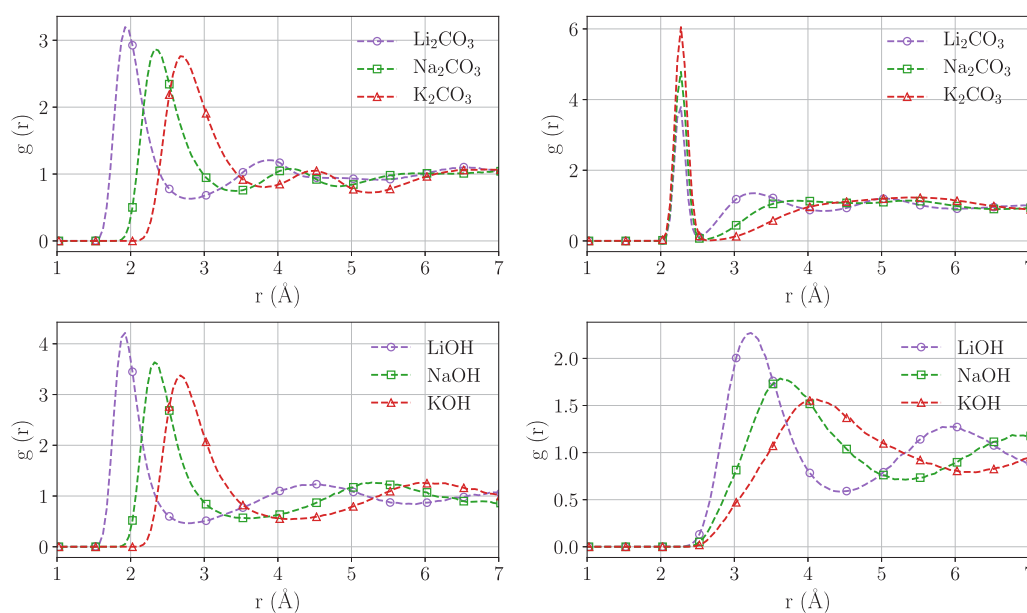 g (r)
3
2
1
0
Li₂CO₃
Na₂CO₃
K₂CO₃
1 2 3 4 5 6 7
r (Å)
g (r)
6
4
2
0
Li₂CO₃
Na₂CO₃
K₂CO₃
1 2 3 4 5 6 7
r (Å)
g (r)
4
3
2
1
0
LiOH
NaOH
KOH
1 2 3 4 5 6 7
r (Å)
g (r)
2.0
1.5
1.0
0.5
0.0
LiOH
NaOH
KOH
1 2 3 4 5 6 7
r (Å)